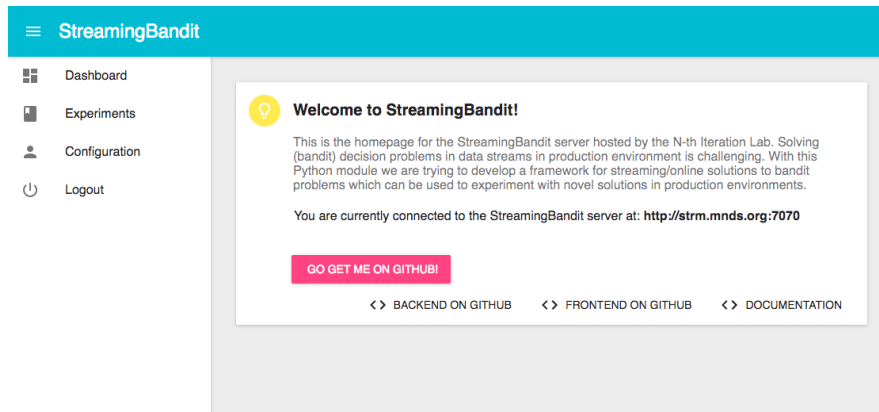 StreamingBandit
Dashboard
Experiments
Configuration
Logout
Welcome to StreamingBandit!
This is the homepage for the StreamingBandit server hosted by the N-th Iteration Lab. Solving
(bandit) decision problems in data streams in production environment is challenging. With this
Python module we are trying to develop a framework for streaming/online solutions to bandit
problems which can be used to experiment with novel solutions in production environments.
You are currently connected to the StreamingBandit server at: http://strm.mnds.org:7070
GO GET ME ON GITHUB!
<> BACKEND ON GITHUB <> FRONTEND ON GITHUB <> DOCUMENTATION